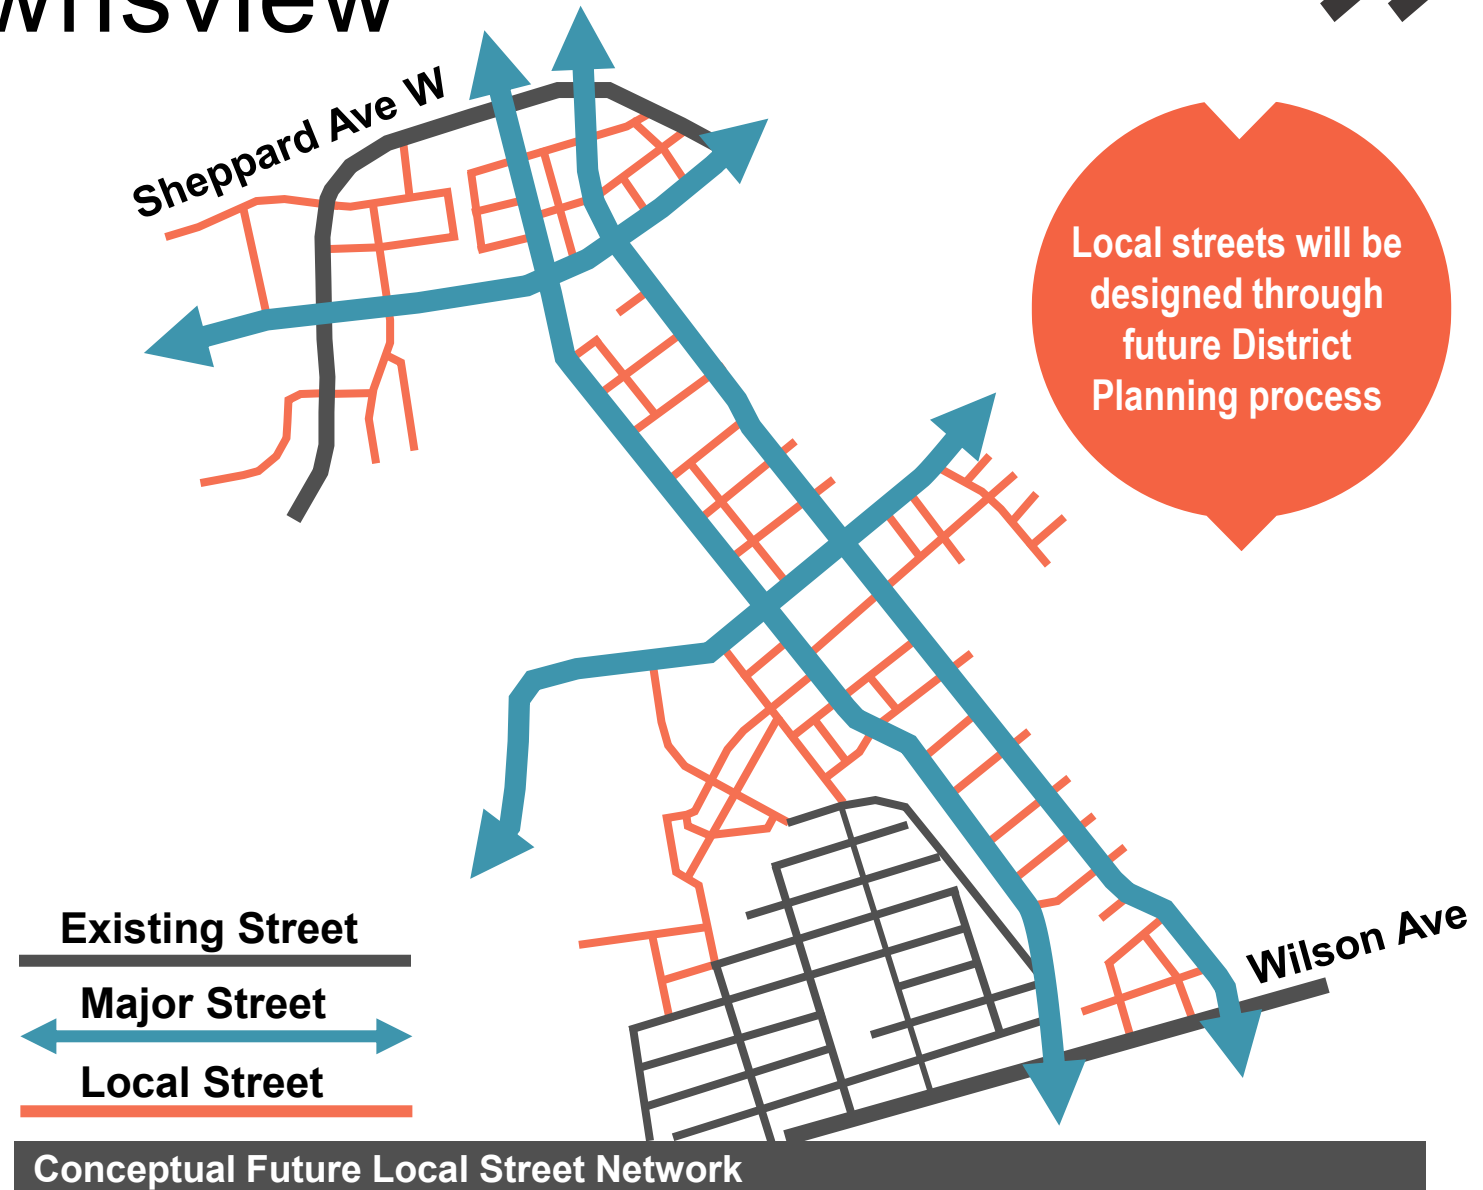 Sheppard Ave W
Local streets will be
designed through
future District
Planning process
Existing Street
Major Street
Local Street
Wilson Ave
Conceptual Future Local Street Network